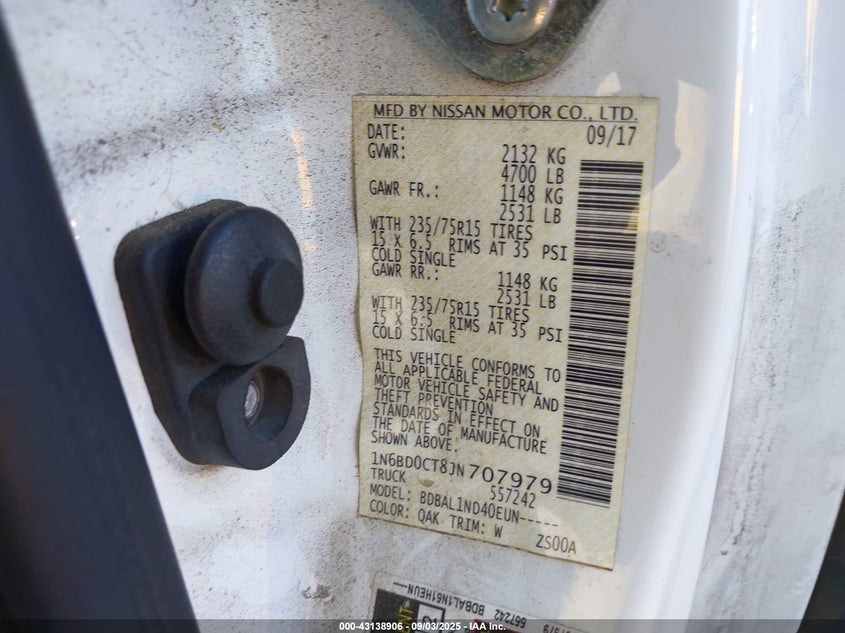 MFD BY NISSAN MOTOR CO., LTD.
DATE: 09/17
GVWR: 2132 KG
4700 LB
GAWR FR.: 1148 KG
2531 LB
WITH 235/75R15 TIRES
15 X 6.5 RIMS AT 35 PSI
COLD SINGLE
GAWR RR.: 1148 KG
2531 LB
WITH 235/75R15 TIRES
15 X 6.5 RIMS AT 35 PSI
COLD SINGLE
THIS VEHICLE CONFORMS TO
ALL APPLICABLE FEDERAL
MOTOR VEHICLE SAFETY AND
THEFT PREVENTION
STANDARDS IN EFFECT ON
THE DATE OF MANUFACTURE
SHOWN ABOVE.
1N6BD0CT8JN707979
TRUCK 557242
MODEL: BDBAL1ND40EUN-----
COLOR: QAK TRIM: W ZS00A
557242 BDBAL1N51HEUN
000-43138906 - 09/03/2025 - IAA Inc.